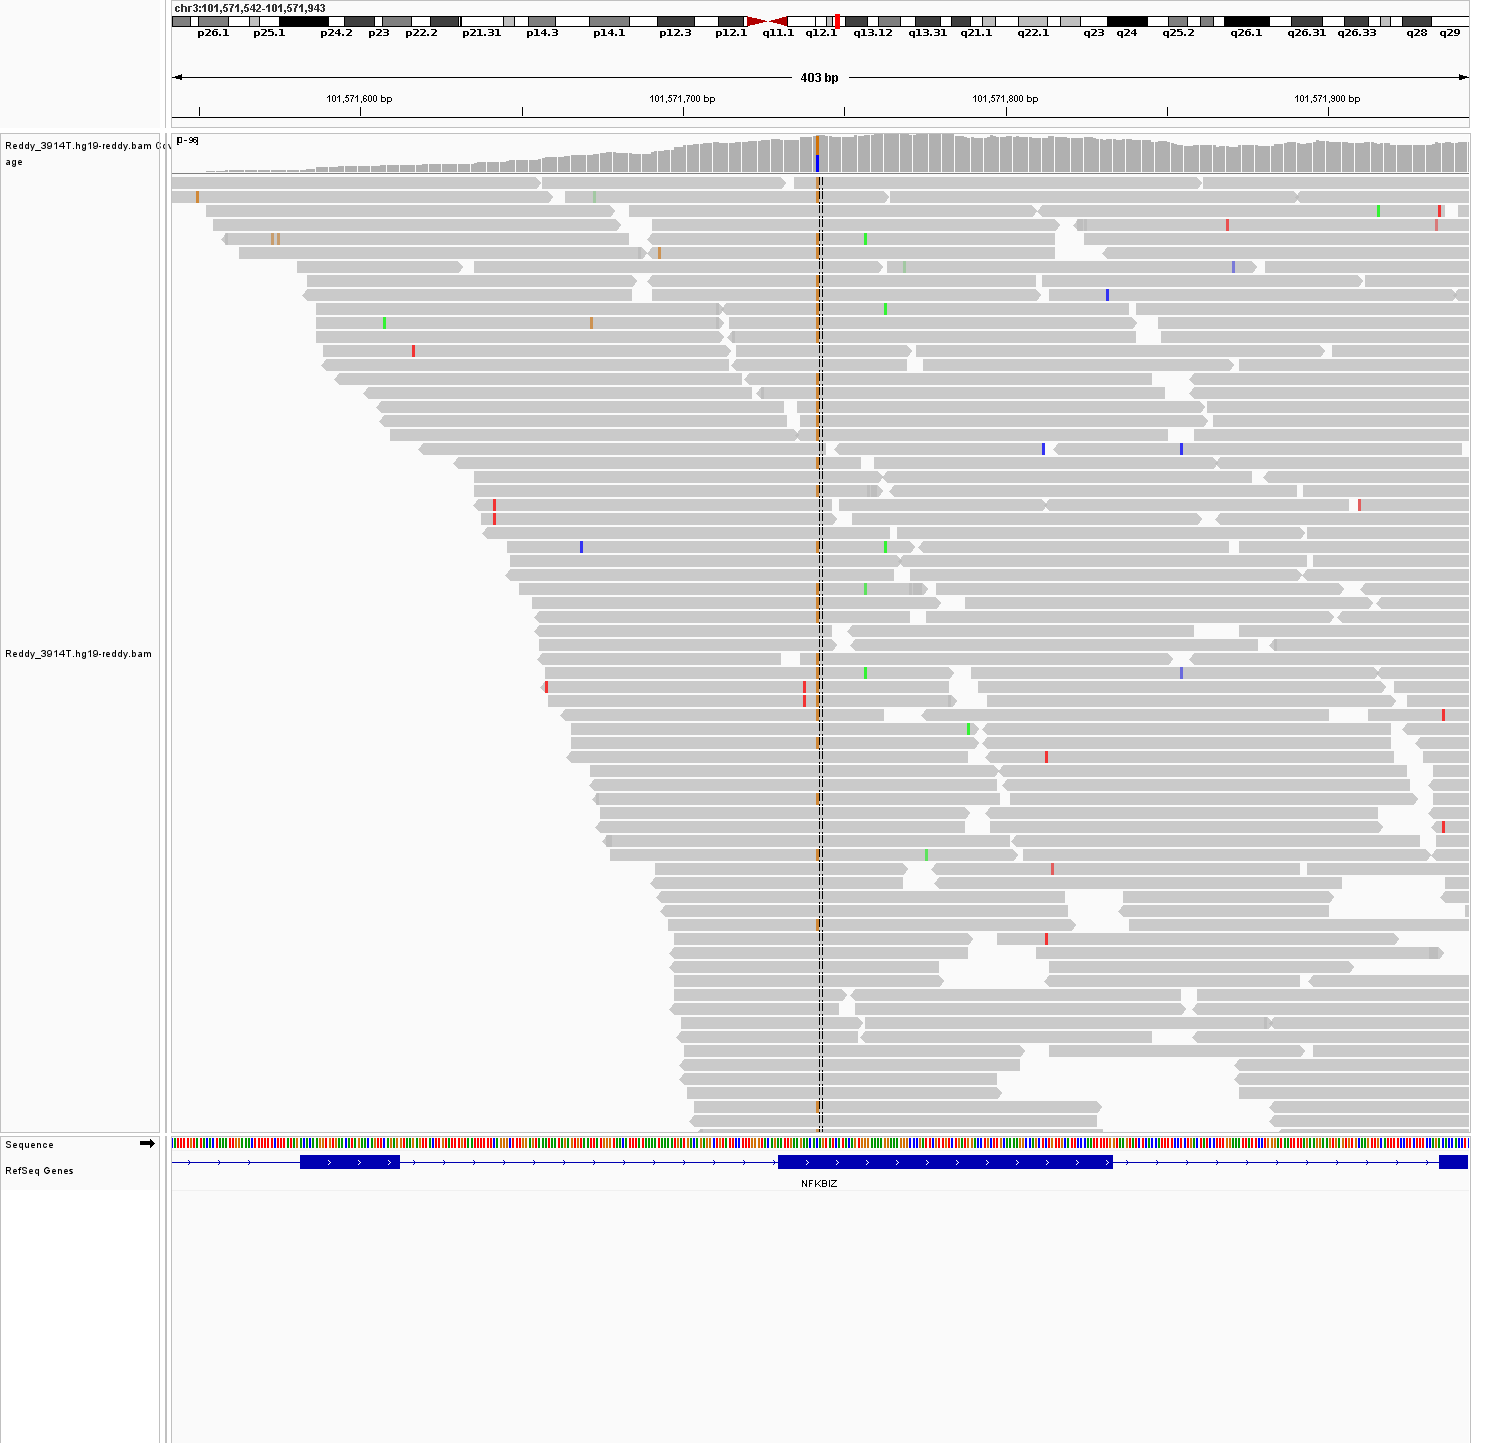 chr3:101,571,542-101,571,943
p26.1 p25.1 p24.2 p23 p22.2 p21.31 p14.3 p14.1 p12.3 p12.1 q11.1 q12.1 q13.12 q13.31 q21.1 q22.1 q23 q24 q25.2 q26.1 q26.31 q26.33 q28 q29
403 bp
101,571,600 bp 101,571,700 bp 101,571,800 bp 101,571,900 bp
[0-96]
Reddy_3914T.hg19-reddy.bam Cov
age
Reddy_3914T.hg19-reddy.bam
Sequence
RefSeq Genes
NFKBIZ